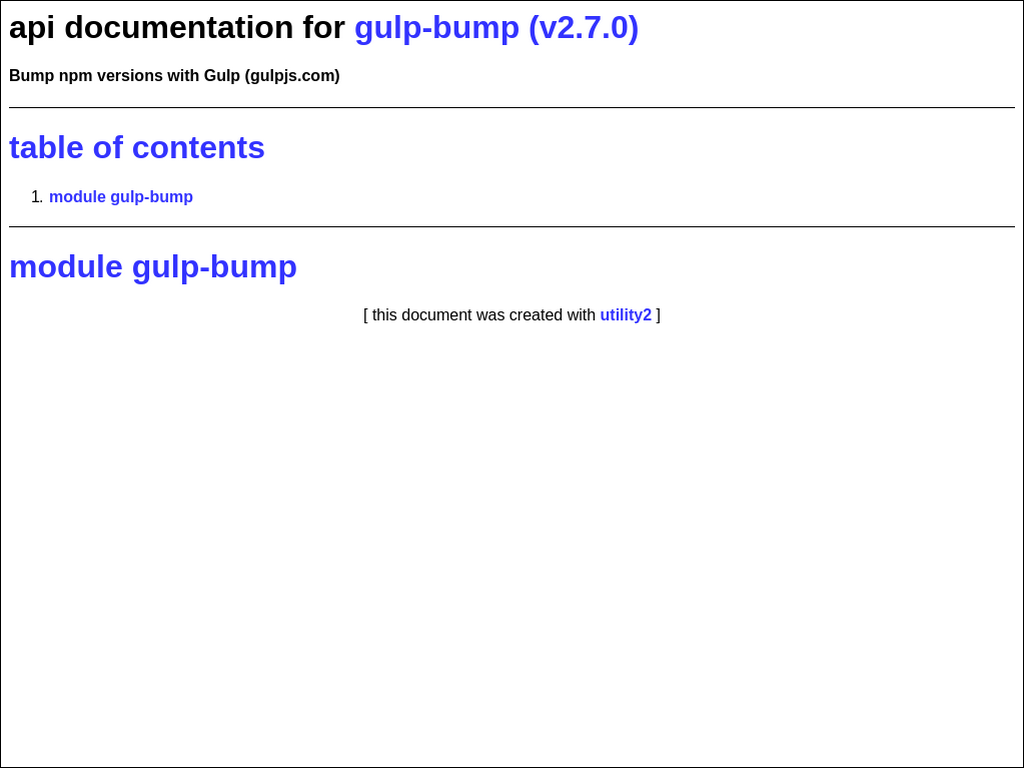 api documentation for gulp-bump (v2.7.0)
Bump npm versions with Gulp (gulpjs.com)
table of contents
1. module gulp-bump
module gulp-bump
[ this document was created with utility2 ]